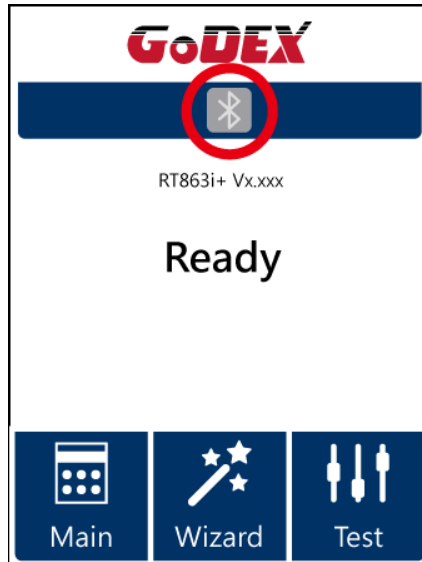 GoDEX
RT863i+ Vx.xxx
Ready
Main
Wizard
Test